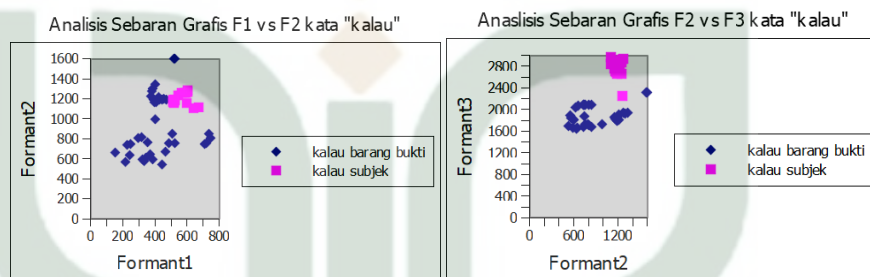 Analisis Sebaran Grafis F1 vs F2 kata "kalau"
Formant2
1600
1400
1200
1000
800
600
400
200
0
0 200 400 600 800
Formant1
kalau barang bukti
kalau subjek
Anaslisis Sebaran Grafis F2 vs F3 kata "kalau"
Formant3
2800
2400
2000
1600
1200
800
400
0
0 600 1200
Formant2
kalau barang bukti
kalau subjek